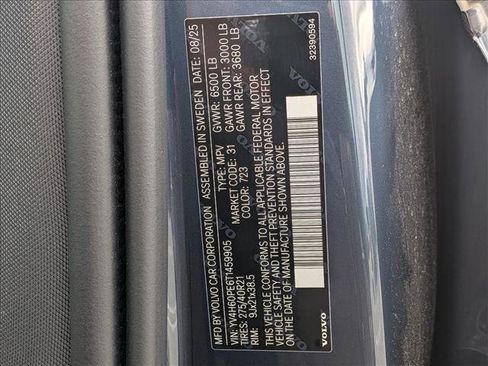 MFD BY VOLVO CAR CORPORATION ASSEMBLED IN SWEDEN DATE: 08/25
GVWR: 6500 LB
VIN: YV4H60PE6T1459905 TYPE: MPV GAWR FRONT: 3000 LB
TIRES: 275/40R21 MARKET CODE: 31 GAWR REAR: 3680 LB
RIM: 9Jx21x38.5 COLOR: 723
THIS VEHICLE CONFORMS TO ALL APPLICABLE FEDERAL MOTOR
VEHICLE SAFETY AND THEFT PREVENTION STANDARDS IN EFFECT
ON THE DATE OF MANUFACTURE SHOWN ABOVE.
VOLVO
32390594